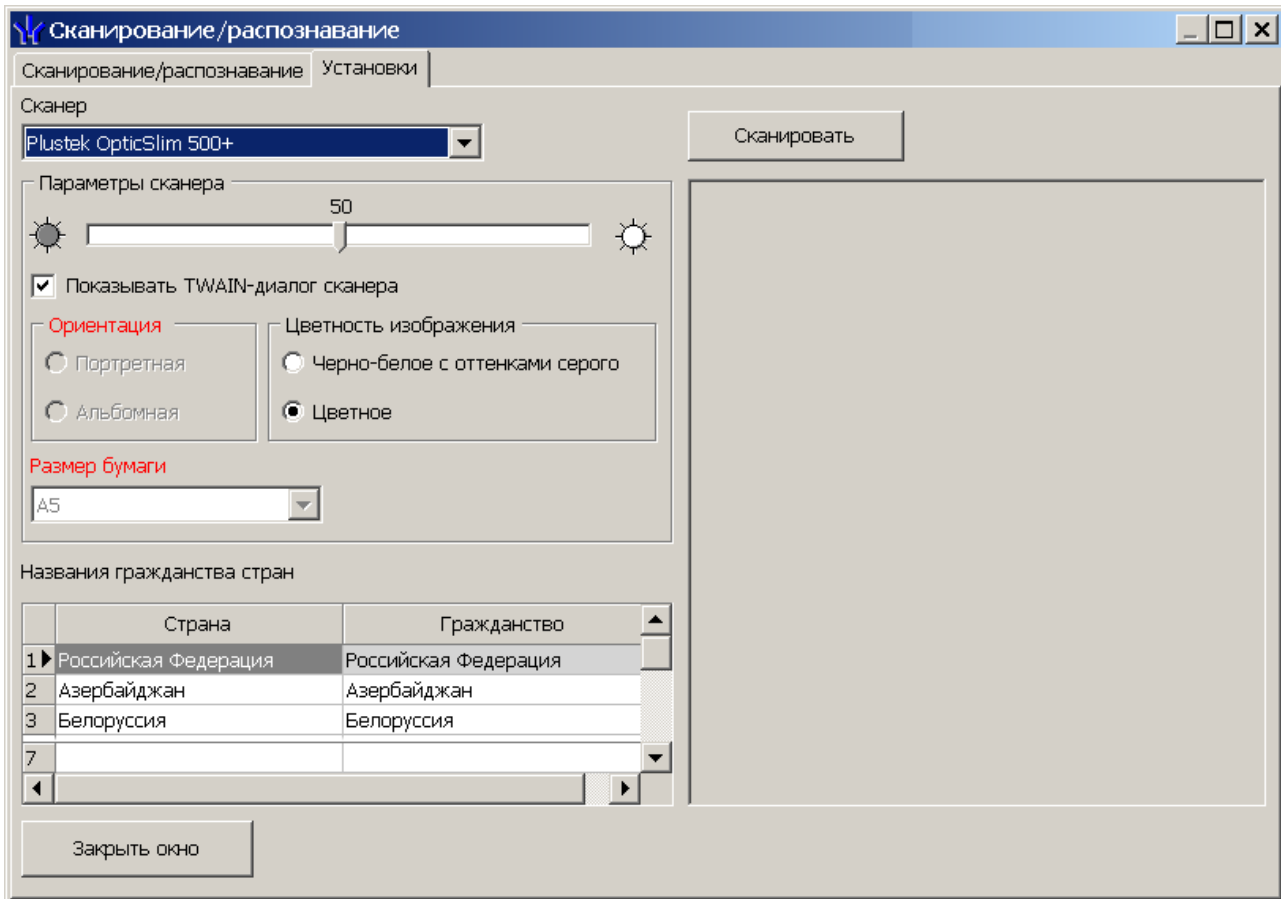 Сканирование/распознавание
Сканирование/распознавание Установки
Сканер
Plustek OpticSlim 500+
Сканировать
Параметры сканера
50
Показывать TWAIN-диалог сканера
Ориентация
Портретная
Альбомная
Цветность изображения
Черно-белое с оттенками серого
Цветное
Размер бумаги
A5
Названия гражданства стран
Страна Гражданство
1 Российская Федерация Российская Федерация
2 Азербайджан Азербайджан
3 Белоруссия Белоруссия
7
Закрыть окно